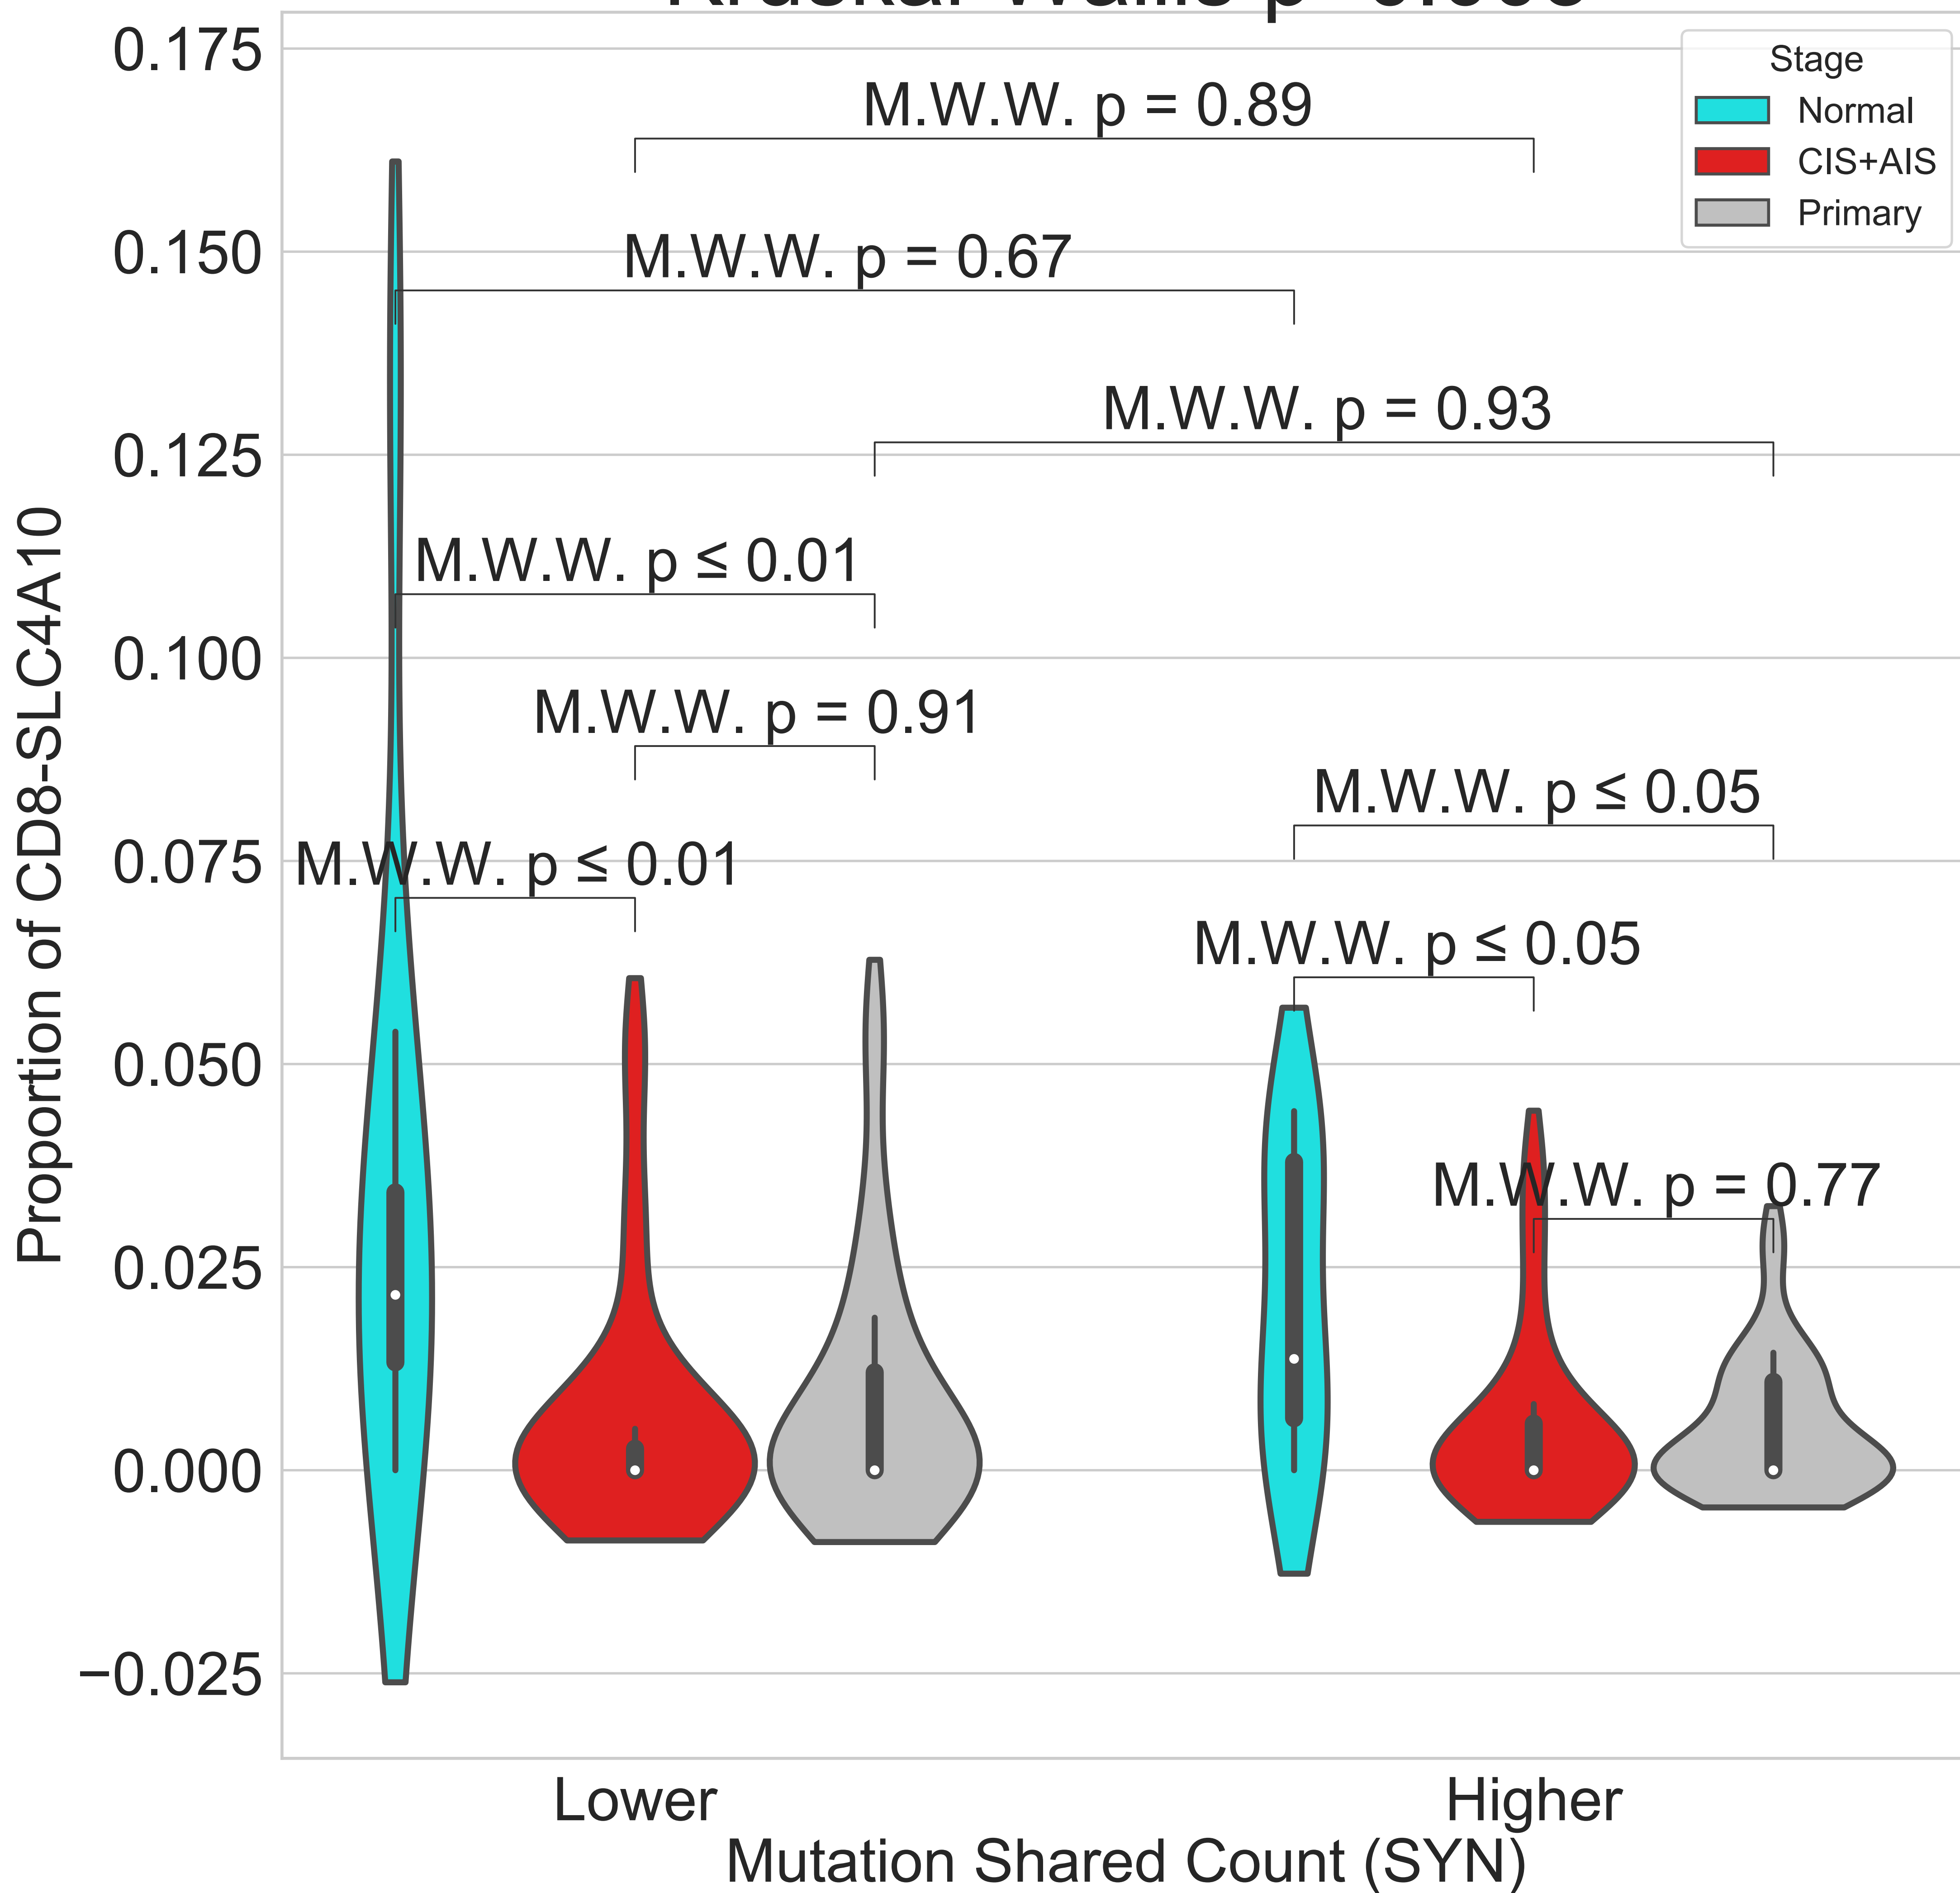 0.175
0.150
0.125
0.100
0.075
0.050
0.025
0.000
−0.025
Proportion of CD8-SLC4A10
Stage
Normal
CIS+AIS
Primary
M.W.W. p = 0.89
M.W.W. p = 0.67
M.W.W. p = 0.93
M.W.W. p ≤ 0.01
M.W.W. p = 0.91
M.W.W. p ≤ 0.05
M.W.W. p ≤ 0.01
M.W.W. p ≤ 0.05
M.W.W. p = 0.77
Lower
Higher
Mutation Shared Count (SYN)